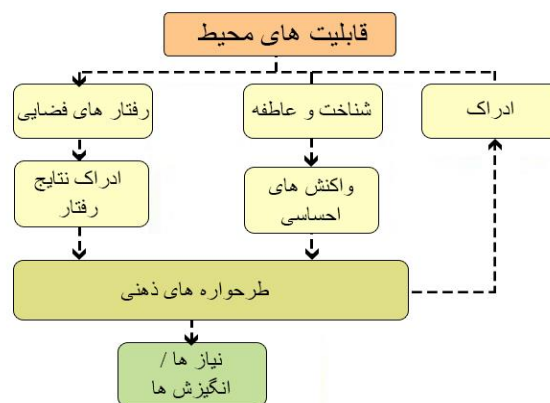 قابلیت های محیط
ادراک
شناخت و عاطفه
رفتار های فضایی
واکنش های
احساسی
ادراک نتایج
رفتار
طرحواره های ذهنی
نیاز ها /
انگیزش ها